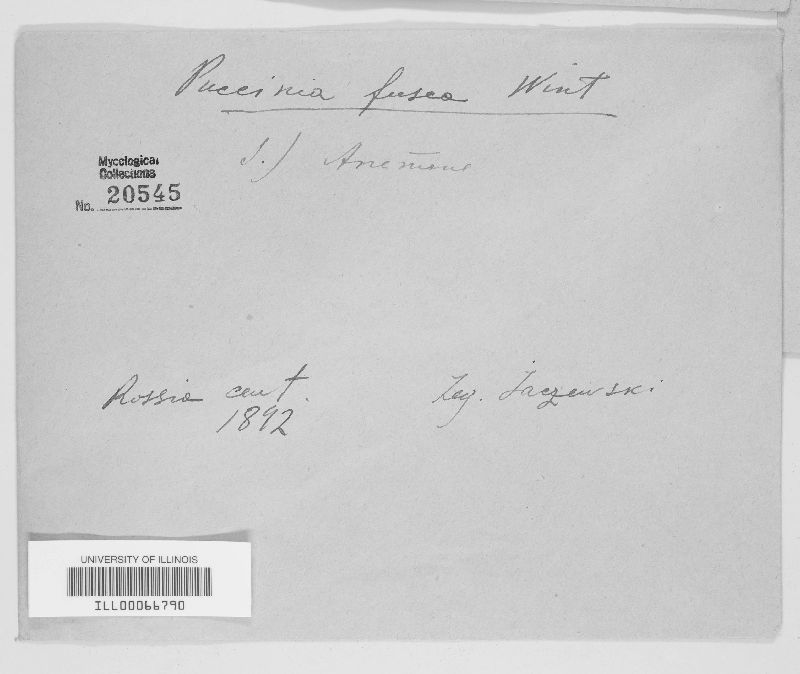 Puccinia fusca Wint
S.) Anemone
Mycological
Collections
No. 20545
Rossia cent.
1892
Leg. Jaczewski
UNIVERSITY OF ILLINOIS
ILL00066790